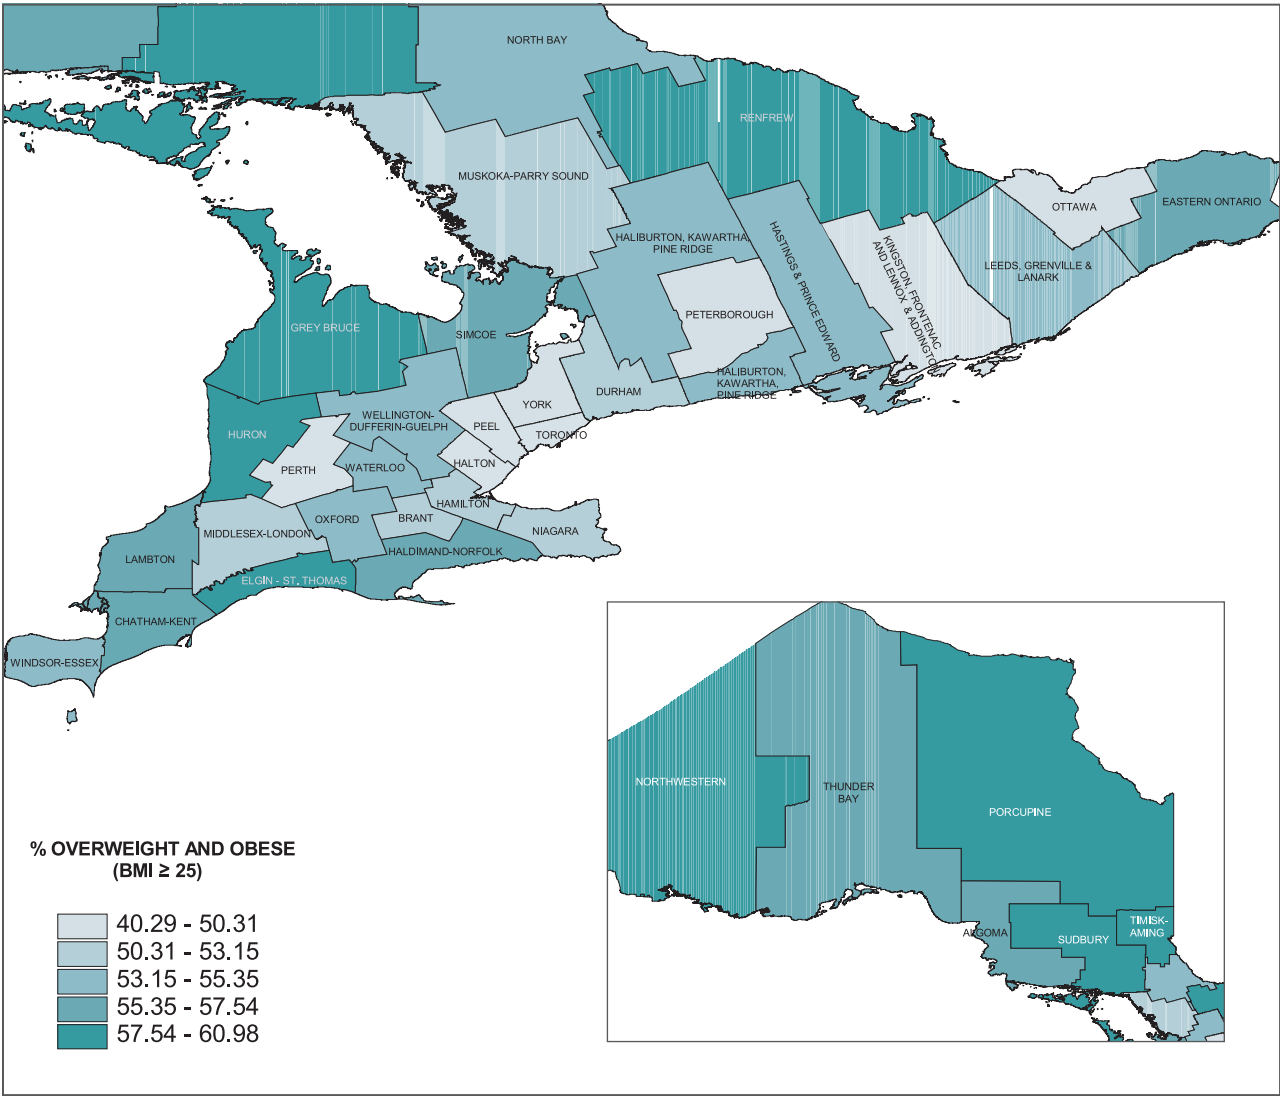 NORTH BAY
RENFREW
MUSKOKA-PARRY SOUND
OTTAWA
EASTERN ONTARIO
HALIBURTON, KAWARTHA,
PINE RIDGE
HASTINGS & PRINCE EDWARD
KINGSTON, FRONTENAC
AND LENNOX & ADDINGTON
LEEDS, GRENVILLE &
LANARK
PETERBOROUGH
GREY BRUCE
SIMCOE
HALIBURTON,
KAWARTHA,
PINE RIDGE
DURHAM
YORK
WELLINGTON-
DUFFERIN-GUELPH
PEEL
TORONTO
HURON
PERTH
WATERLOO
HALTON
HAMILTON
MIDDLESEX-LONDON
OXFORD
BRANT
NIAGARA
LAMBTON
HALDIMAND-NORFOLK
ELGIN - ST. THOMAS
CHATHAM-KENT
WINDSOR-ESSEX
NORTHWESTERN
THUNDER
BAY
PORCUPINE
ALGOMA
SUDBURY
TIMISK-
AMING
% OVERWEIGHT AND OBESE
(BMI ≥ 25)
40.29 - 50.31
50.31 - 53.15
53.15 - 55.35
55.35 - 57.54
57.54 - 60.98